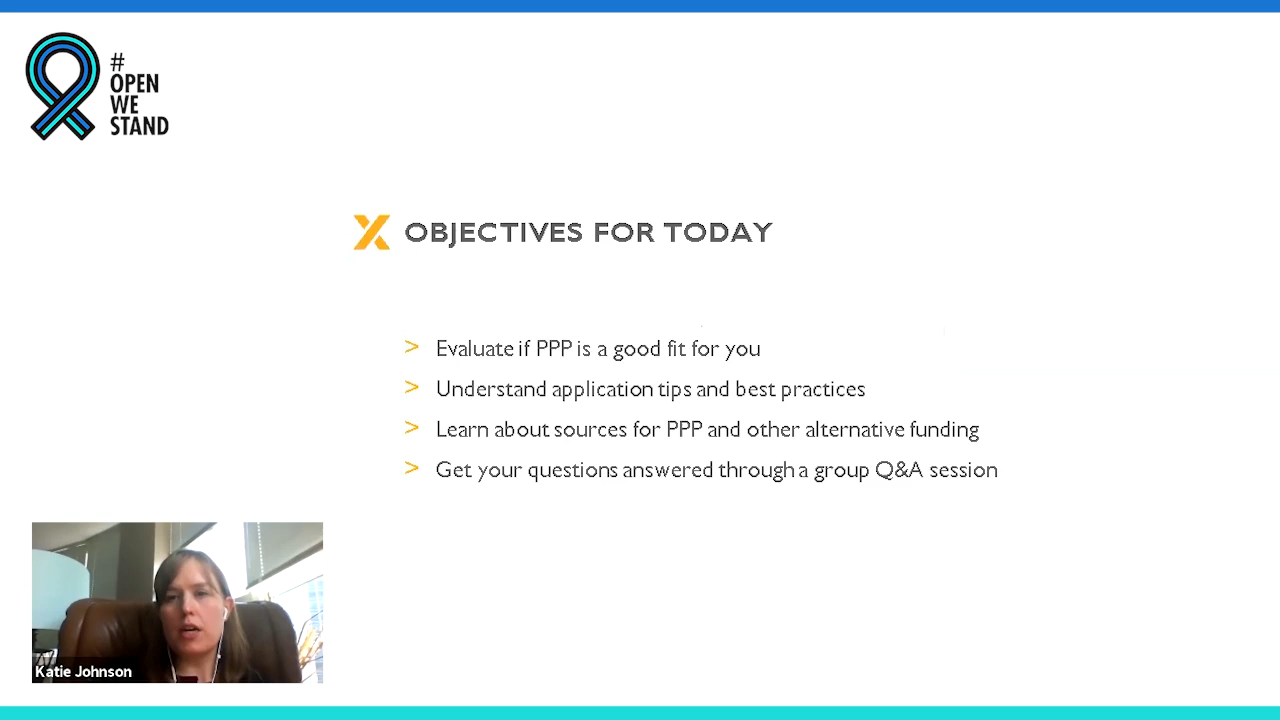 #
OPEN
WE
STAND
OBJECTIVES FOR TODAY
> Evaluate if PPP is a good fit for you
> Understand application tips and best practices
> Learn about sources for PPP and other alternative funding
> Get your questions answered through a group Q&A session
Katie Johnson